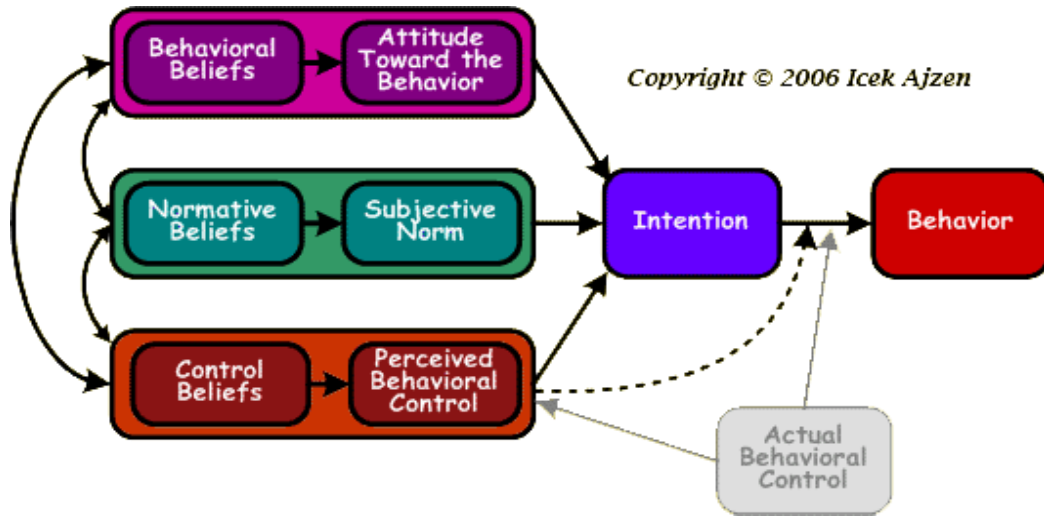 Behavioral
Beliefs
Attitude
Toward the
Behavior
Copyright © 2006 Icek Ajzen
Normative
Beliefs
Subjective
Norm
Intention
Behavior
Control
Beliefs
Perceived
Behavioral
Control
Actual
Behavioral
Control